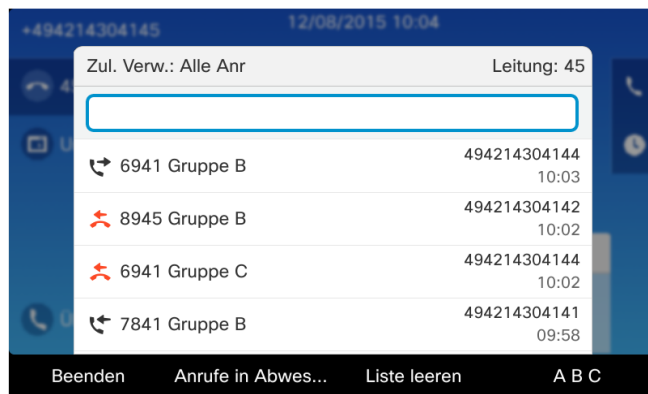 +494214304145
12/08/2015 10:04
Zul. Verw.: Alle Anr
Leitung: 45
6941 Gruppe B
494214304144
10:03
8945 Gruppe B
494214304142
10:02
6941 Gruppe C
494214304144
10:02
7841 Gruppe B
494214304141
09:58
Beenden Anrufe in Abwes... Liste leeren A B C